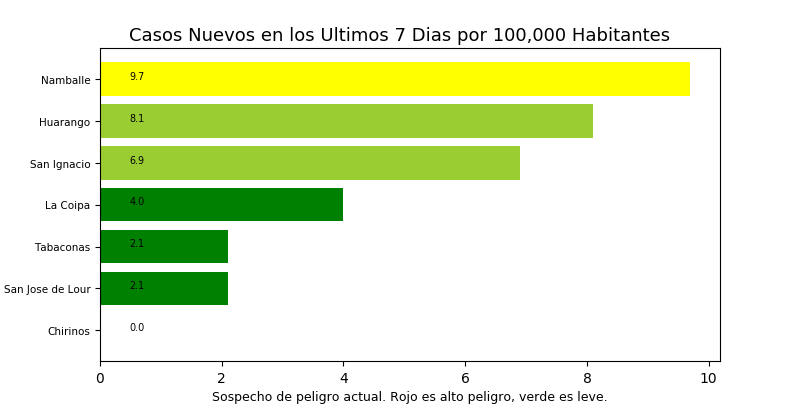 Casos Nuevos en los Ultimos 7 Dias por 100,000 Habitantes
Namballe 9.7
Huarango 8.1
San Ignacio 6.9
La Coipa 4.0
Tabaconas 2.1
San Jose de Lour 2.1
Chirinos 0.0
0 2 4 6 8 10
Sospecho de peligro actual. Rojo es alto peligro, verde es leve.